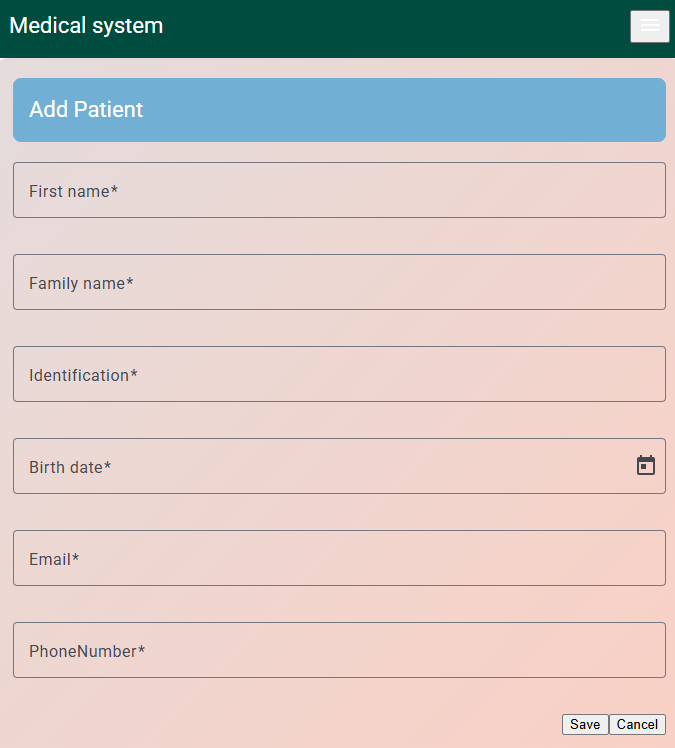 Medical system
Add Patient
First name*
Family name*
Identification*
Birth date*
Email*
PhoneNumber*
Save Cancel